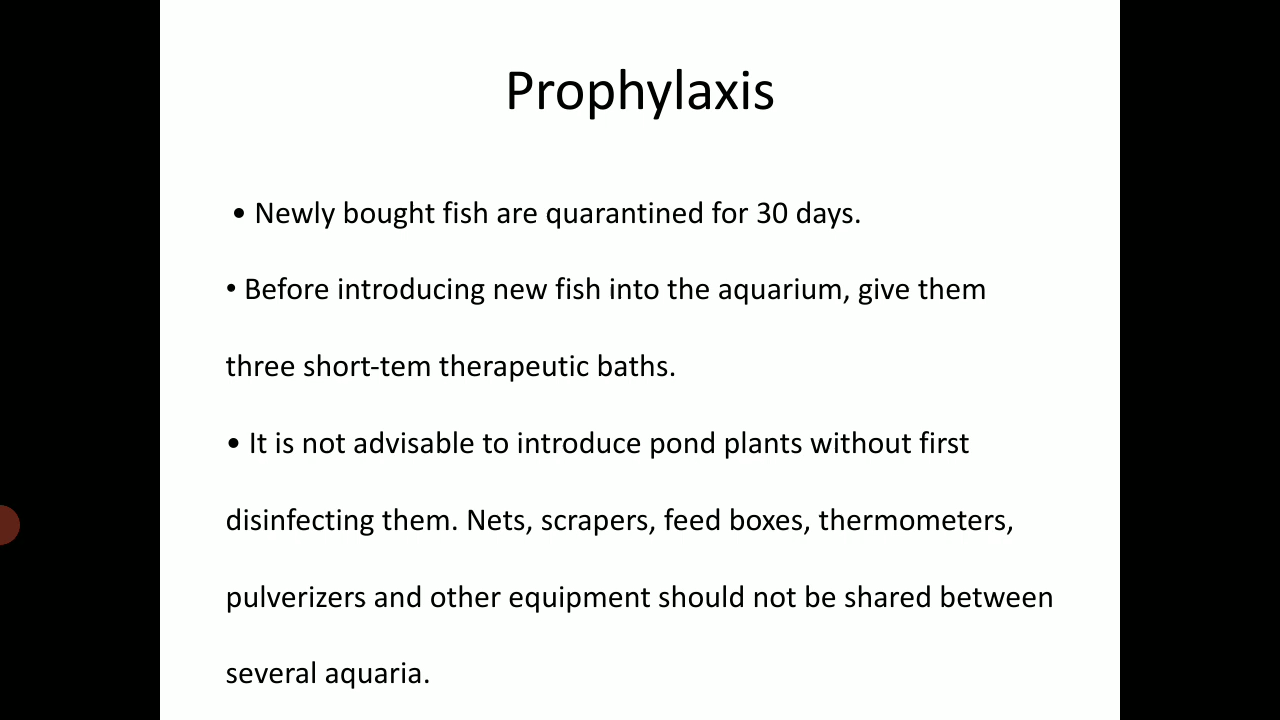 Prophylaxis
• Newly bought fish are quarantined for 30 days.
• Before introducing new fish into the aquarium, give them
three short-tem therapeutic baths.
• It is not advisable to introduce pond plants without first
disinfecting them. Nets, scrapers, feed boxes, thermometers,
pulverizers and other equipment should not be shared between
several aquaria.